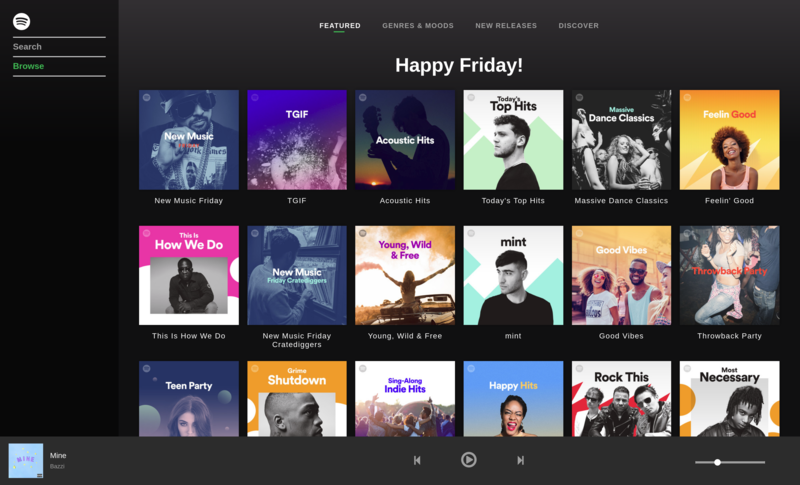 FEATURED
GENRES & MOODS
NEW RELEASES
DISCOVER
Search
Browse
Happy Friday!
New Music
TGIF
Acoustic Hits
Today's
Top Hits
Massive
Dance Classics
Feelin Good
New Music Friday
TGIF
Acoustic Hits
Today's Top Hits
Massive Dance Classics
Feelin' Good
This Is
How We Do
New Music
Friday Cratediggers
Young, Wild
& Free
mint
Good Vibes
Throwback Party
This Is How We Do
New Music Friday
Cratediggers
Young, Wild & Free
mint
Good Vibes
Throwback Party
Teen Party
Grime
Shutdown
Sing-Along
Indie Hits
Happy Hits
Rock This
Most
Necessary
MINE
Mine
Bazzi